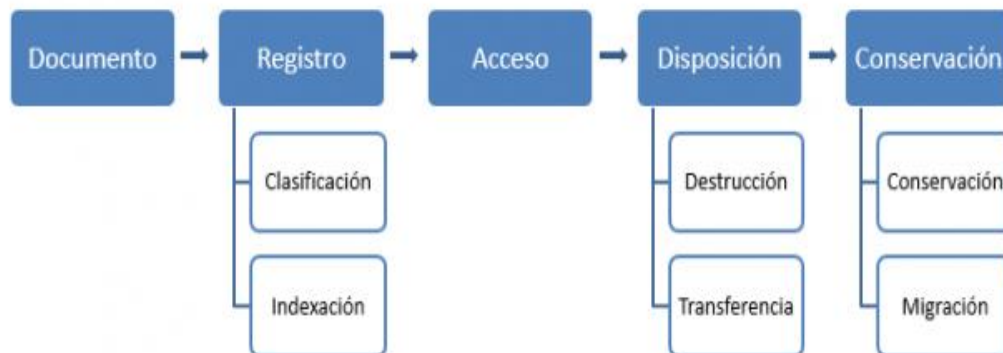 Documento
Registro
Acceso
Disposición
Conservación
Clasificación
Destrucción
Conservación
Indexación
Transferencia
Migración